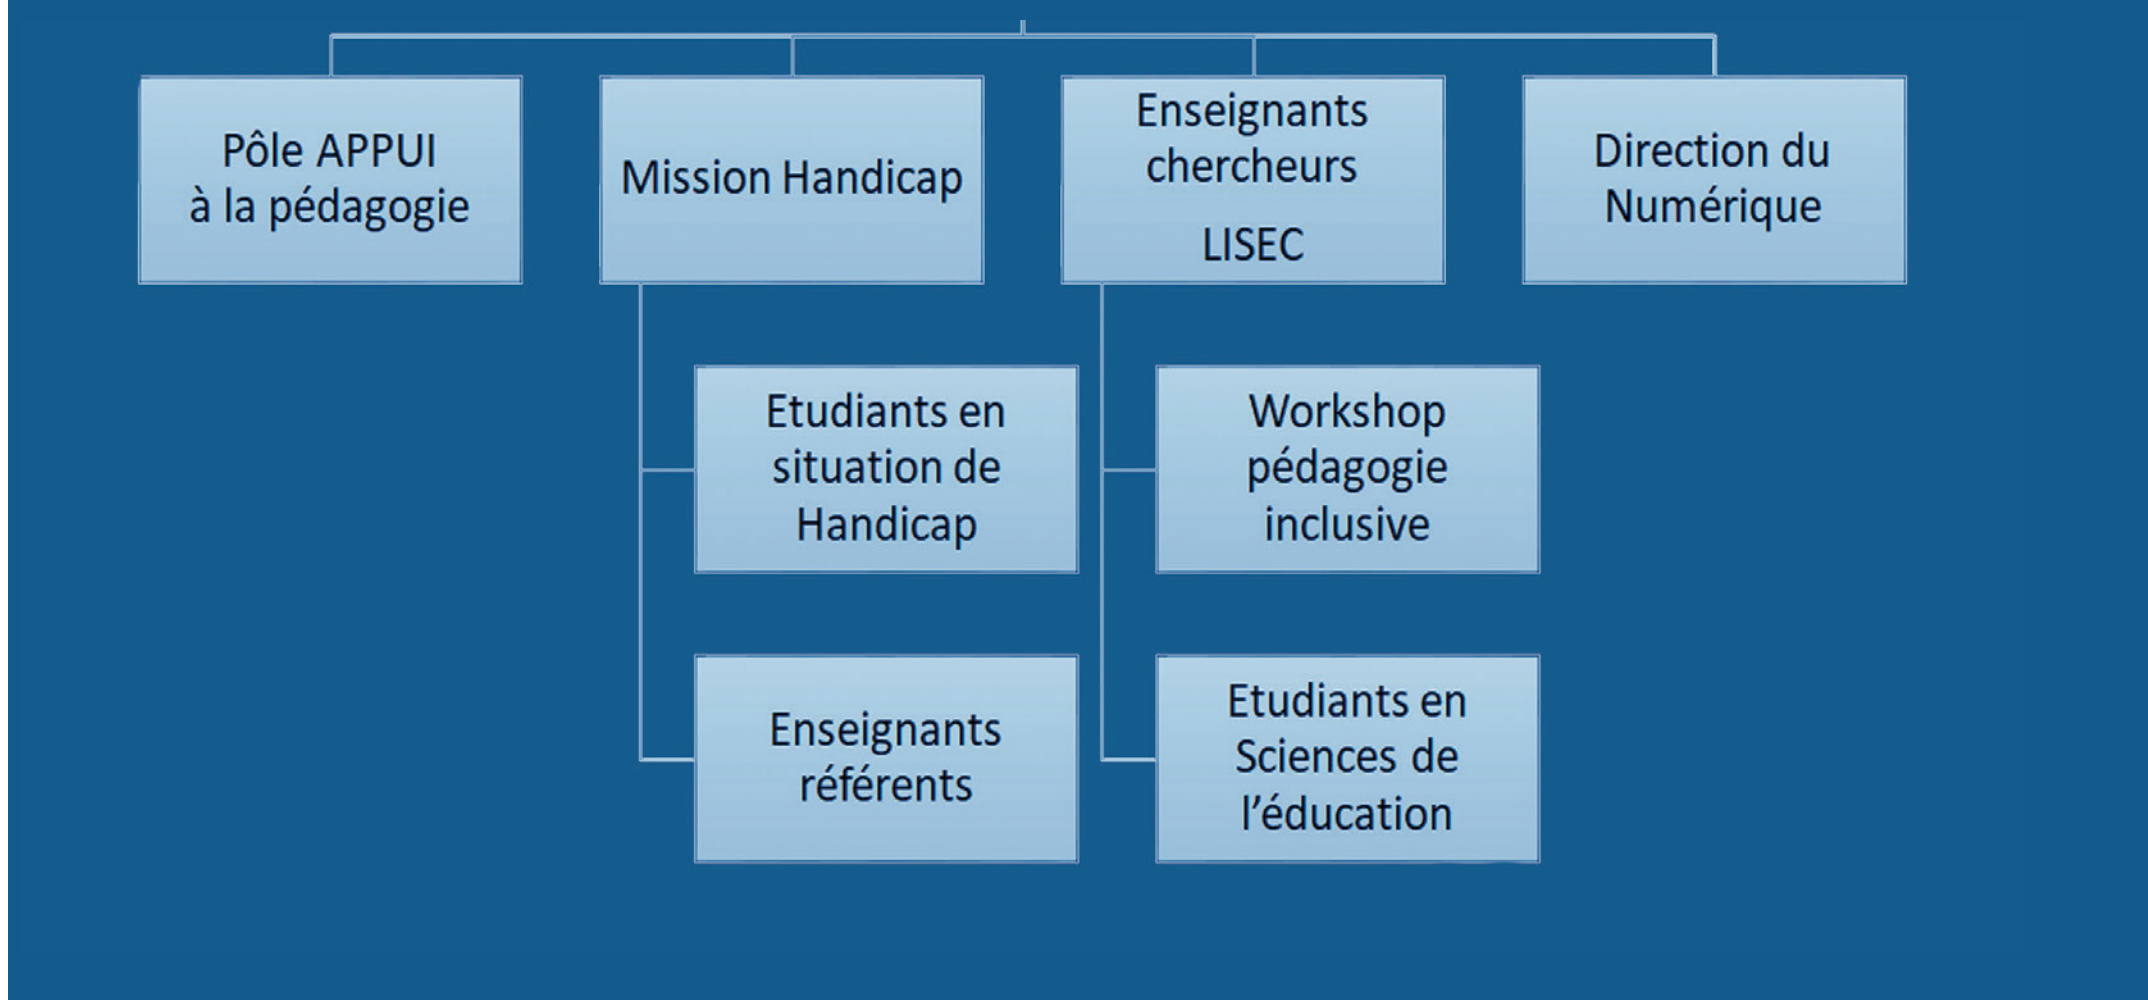 Pôle APPUI
à la pédagogie
Mission Handicap
Enseignants
chercheurs
LISEC
Direction du
Numérique
Etudiants en
situation de
Handicap
Workshop
pédagogie
inclusive
Enseignants
référents
Etudiants en
Sciences de
l’éducation